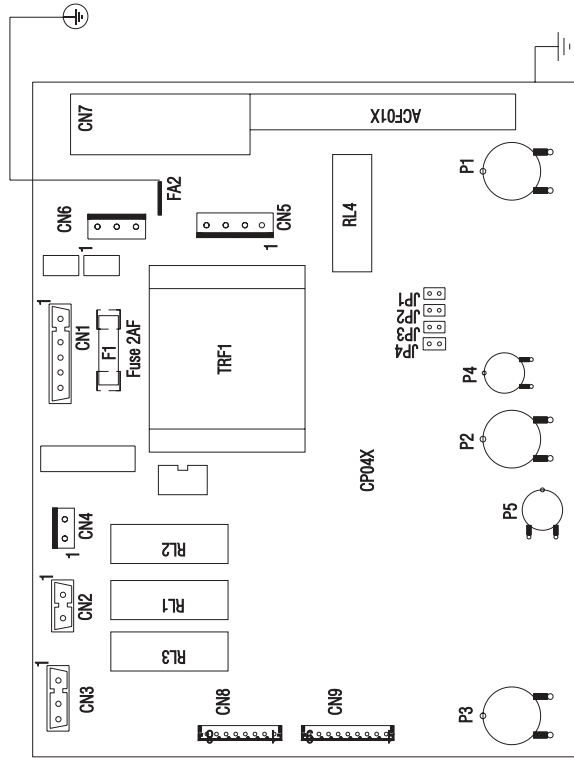 CN7
ACF01X
P1
FA2
CN6
1
CN5
1
RL4
1
CN1
F1
Fuse 2AF
TRF1
JP1
JP2
JP3
JP4
P4
P2
CP04X
P5
CN4
1
RL2
1
CN2
RL1
1
CN3
RL3
CN8
CN9
P3